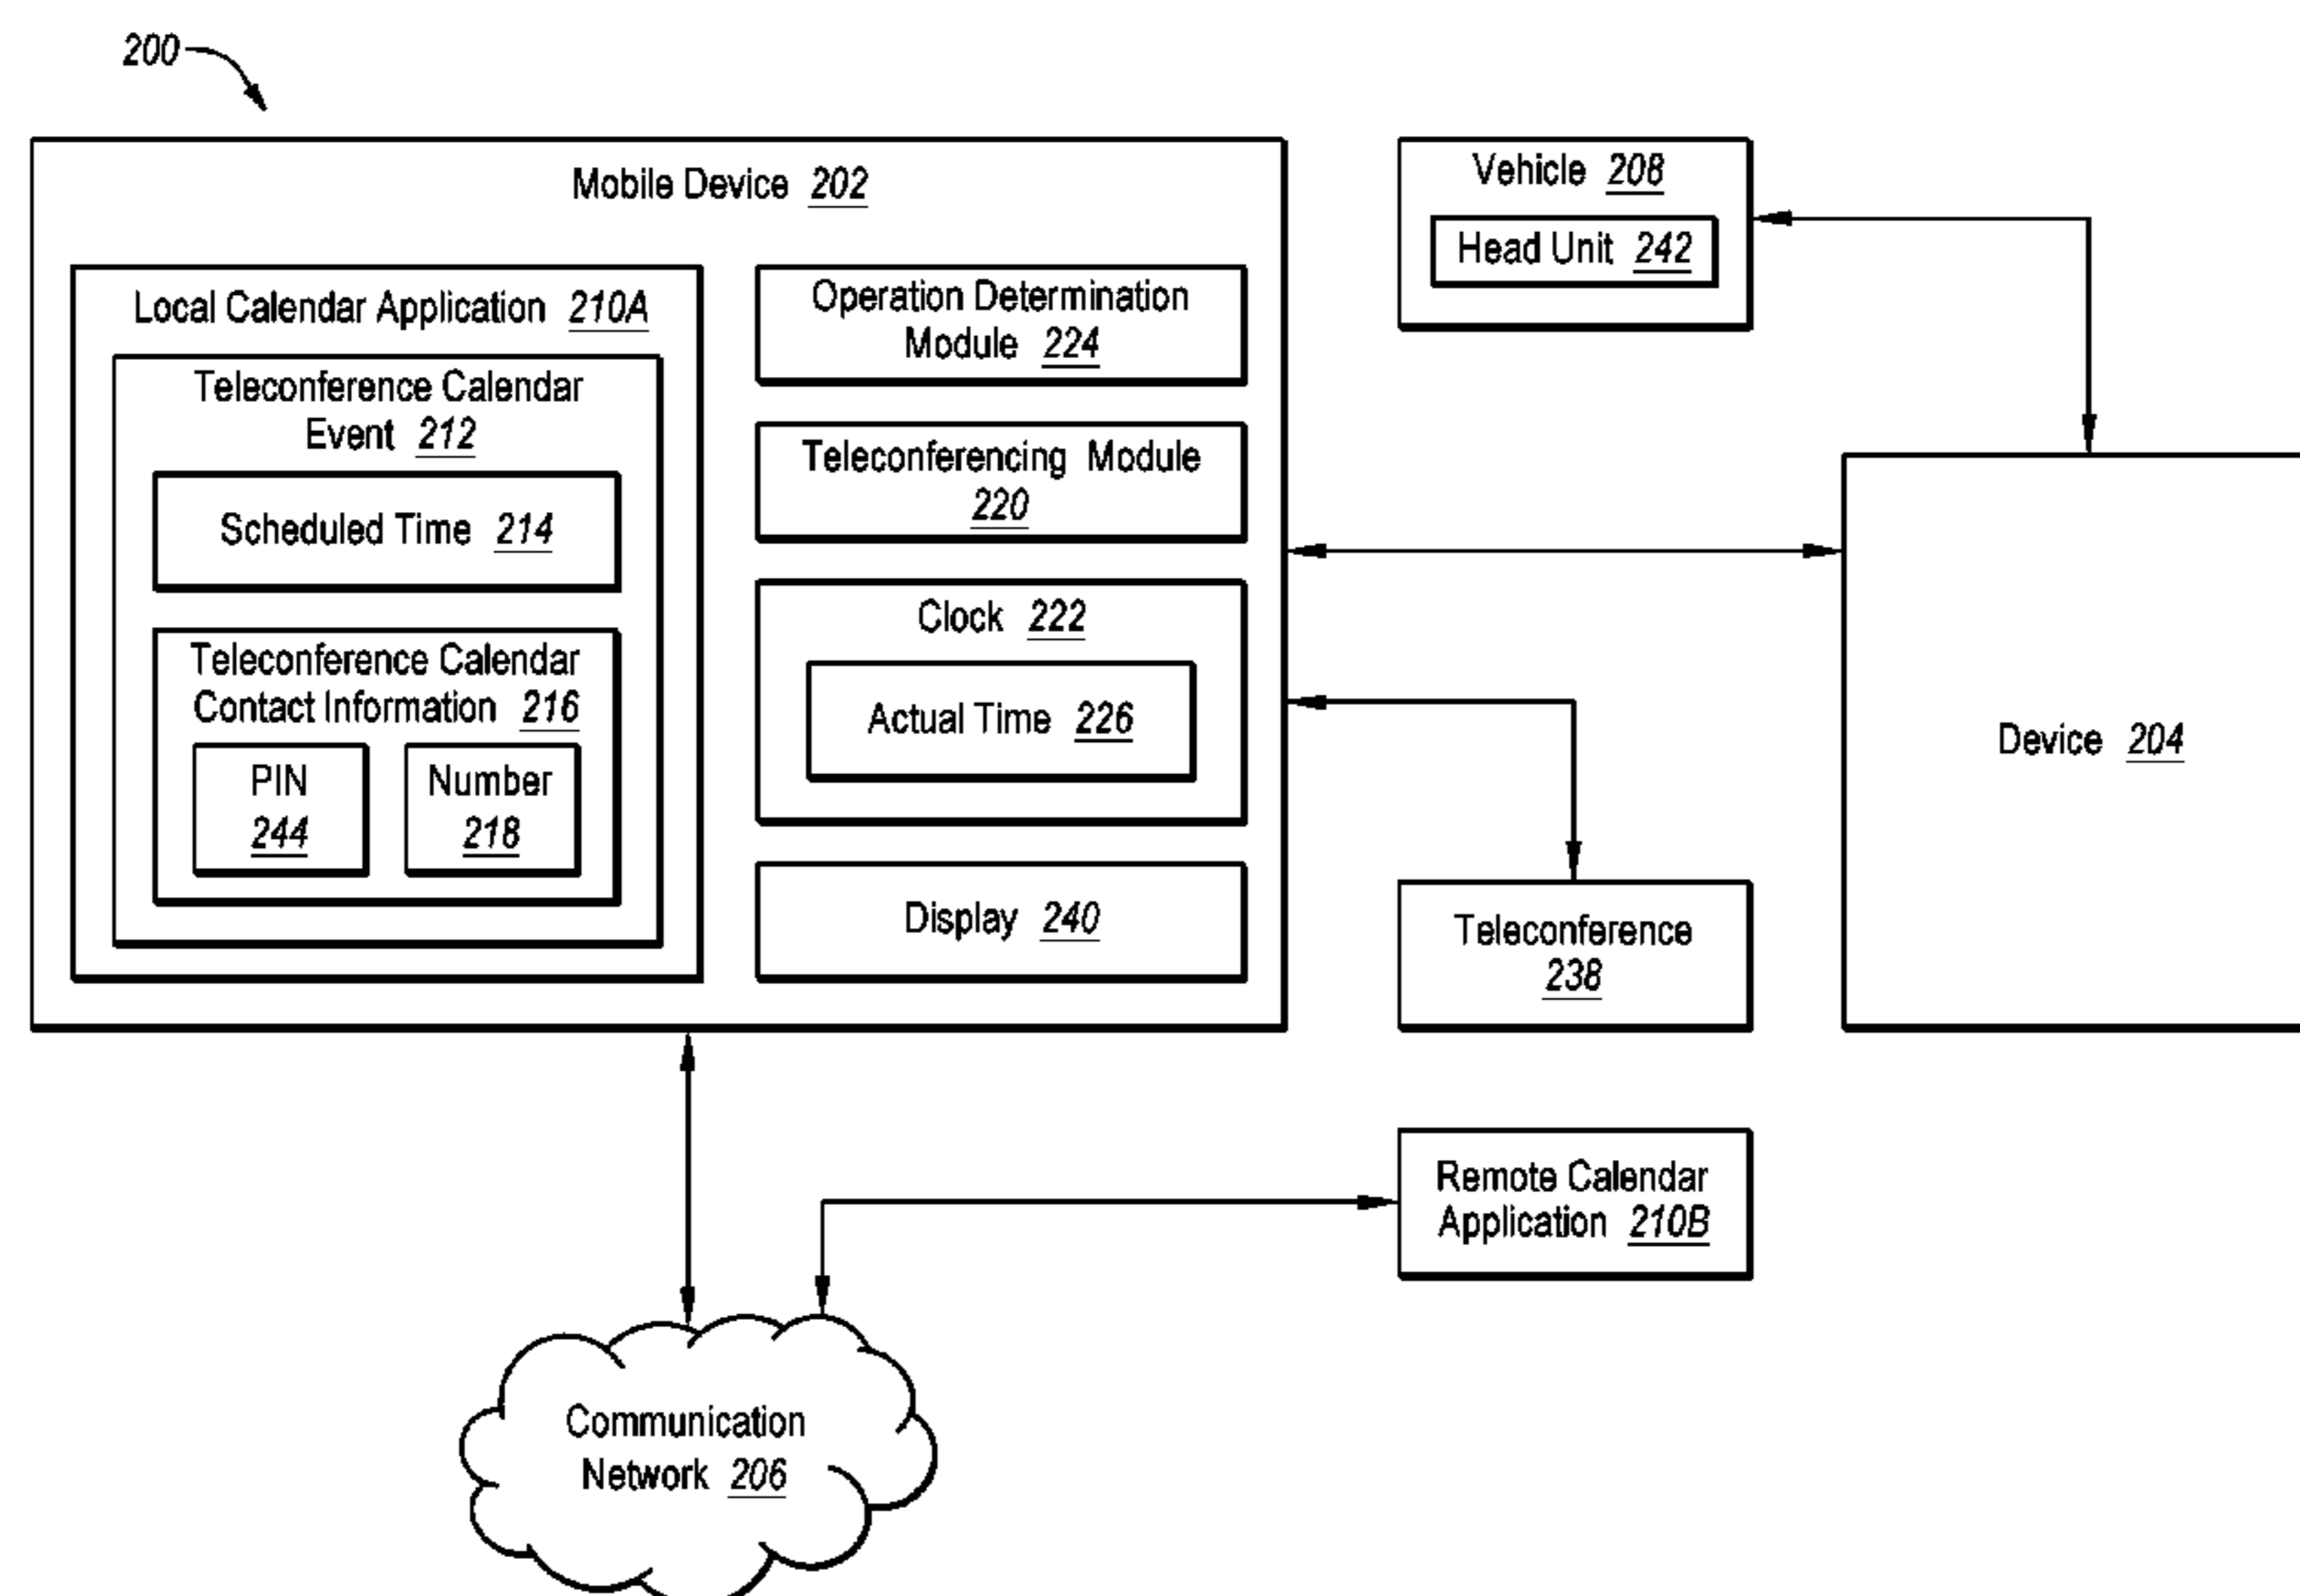 200
Mobile Device 202
Local Calendar Application 210A
Teleconference Calendar
Event 212
Scheduled Time 214
Teleconference Calendar
Contact Information 216
PIN
244
Number
218
Operation Determination
Module 224
Teleconferencing Module
220
Clock 222
Actual Time 226
Display 240
Vehicle 208
Head Unit 242
Device 204
Teleconference
238
Remote Calendar
Application 210B
Communication
Network 206